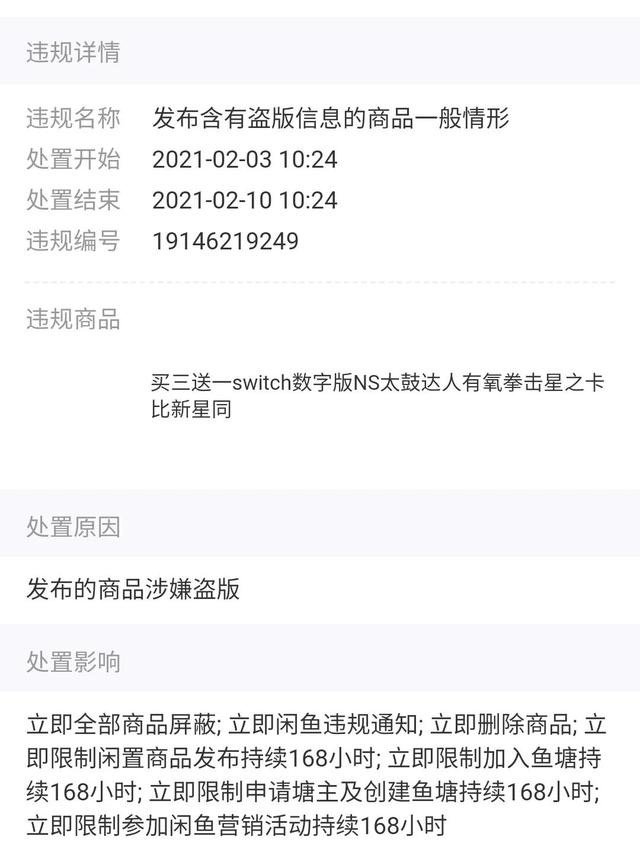 违规详情
违规名称 发布含有盗版信息的商品一般情形
处置开始 2021-02-03 10:24
处置结束 2021-02-10 10:24
违规编号 19146219249
违规商品
买三送一switch数字版NS太鼓达人有氧拳击星之卡
比新星同
处置原因
发布的商品涉嫌盗版
处置影响
立即全部商品屏蔽; 立即闲鱼违规通知; 立即删除商品; 立
即限制闲置商品发布持续168小时; 立即限制加入鱼塘持
续168小时; 立即限制申请塘主及创建鱼塘持续168小时;
立即限制参加闲鱼营销活动持续168小时